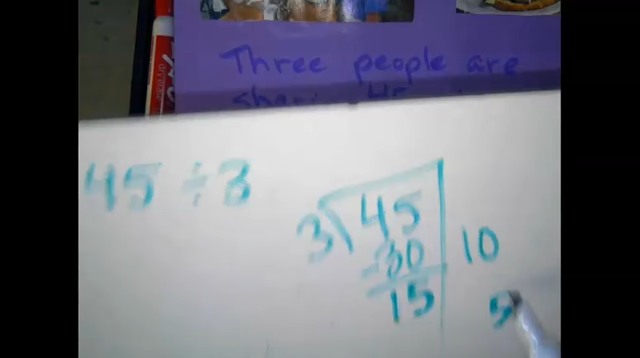 Three people are
45 ÷ 3
3 45
-30 10
15 5